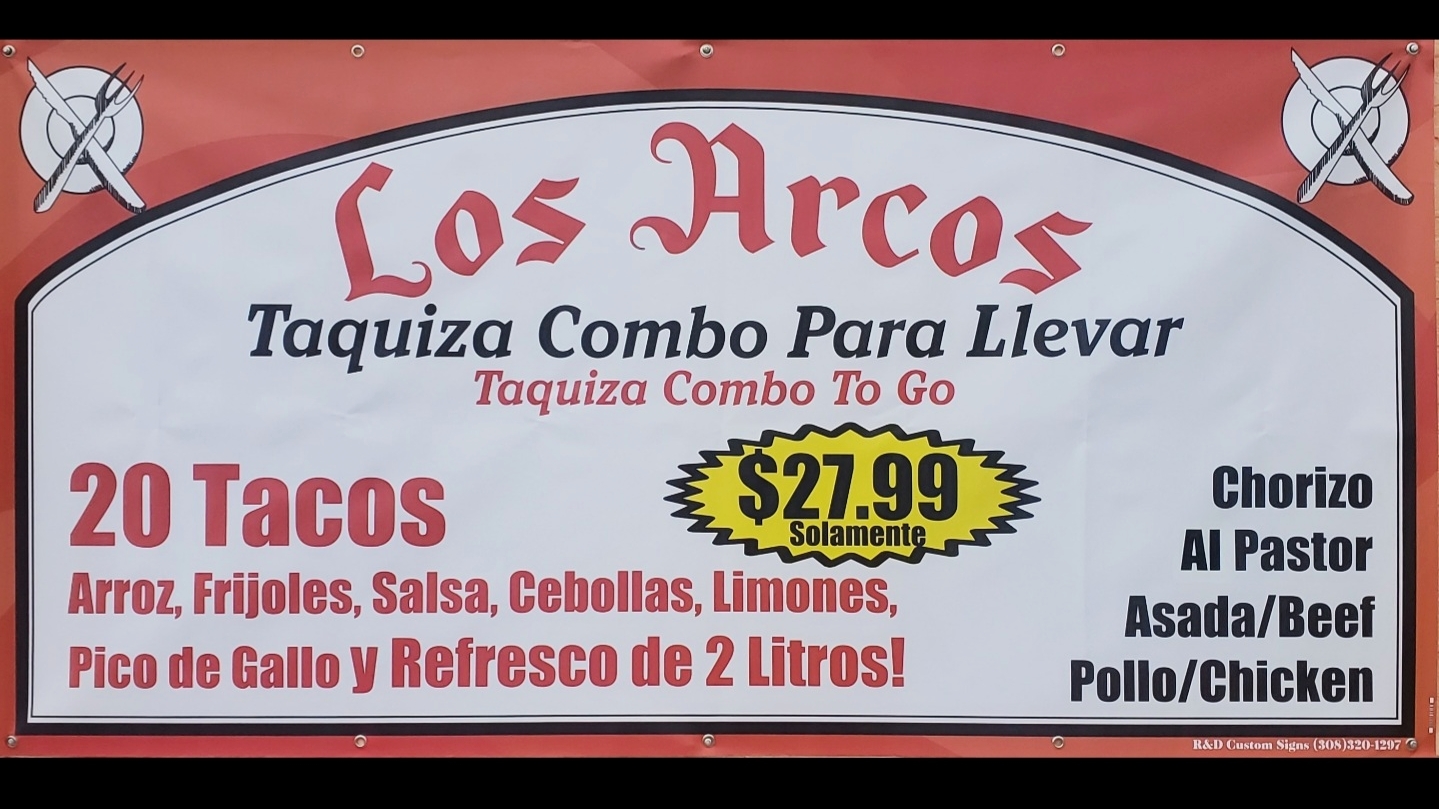 Los Arcos
Taquiza Combo Para Llevar
Taquiza Combo To Go
20 Tacos
$27.99
Solamente
Arroz, Frijoles, Salsa, Cebollas, Limones,
Pico de Gallo y Refresco de 2 Litros!
Chorizo
Al Pastor
Asada/Beef
Pollo/Chicken
R&D Custom Signs (308)320-1297